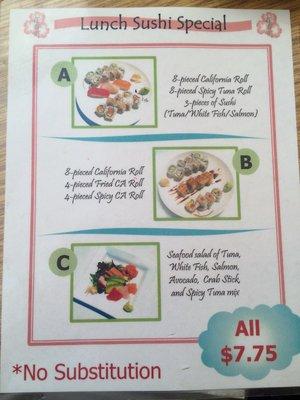 Lunch Sushi Special
A
8-pieced California Roll
8-pieced Spicy Tuna Roll
3-pieces of Sushi
(Tuna/White Fish/Salmon)
B
8-pieced California Roll
4-pieced Fried CA Roll
4-pieced Spicy CA Roll
C
Seafood salad of Tuna,
White Fish, Salmon,
Avocado, Crab Stick,
and Spicy Tuna mix
All
$7.75
*No Substitution